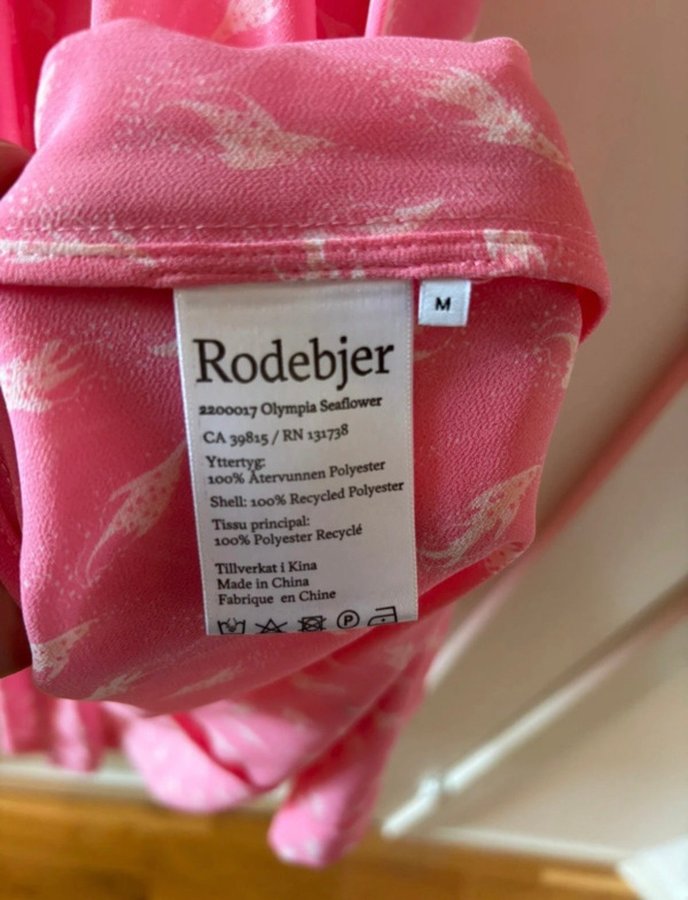 M
Rodebjer
2200017 Olympia Seaflower
CA 39815 / RN 131738
Yttertyg:
100% Återvunnen Polyester
Shell: 100% Recycled Polyester
Tissu principal:
100% Polyester Recyclé
Tillverkat i Kina
Made in China
Fabrique en Chine
P